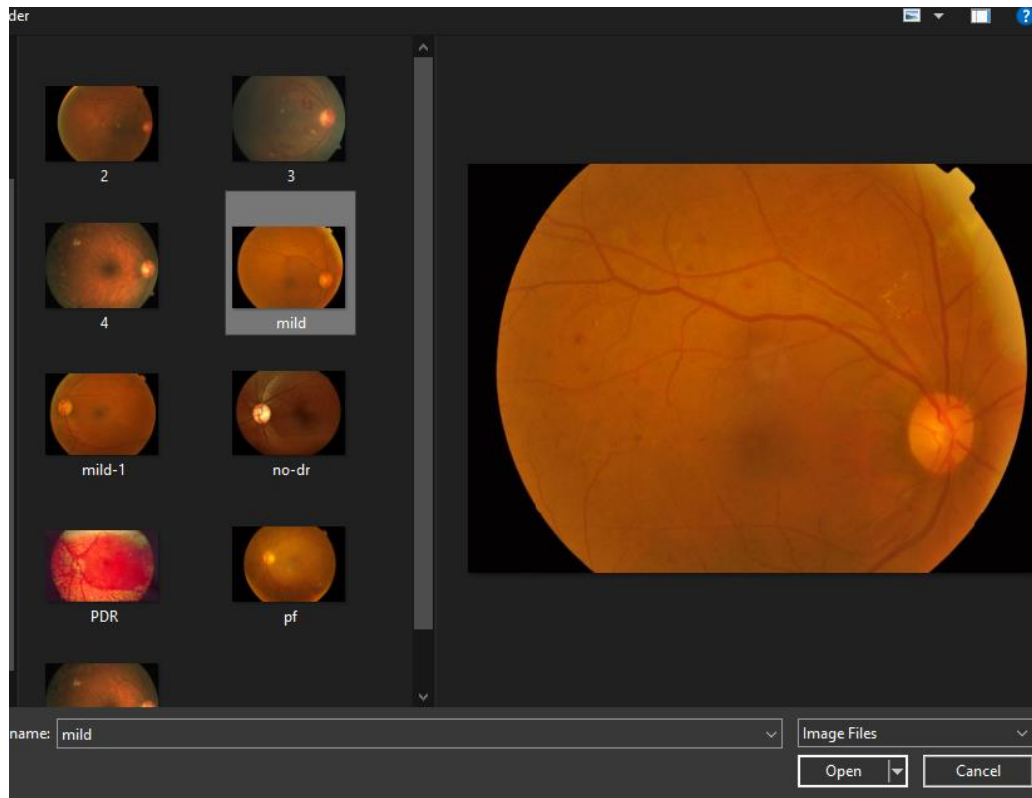 der
?
2
3
4
mild
mild-1
no-dr
PDR
pf
name: mild
Image Files
Open
Cancel